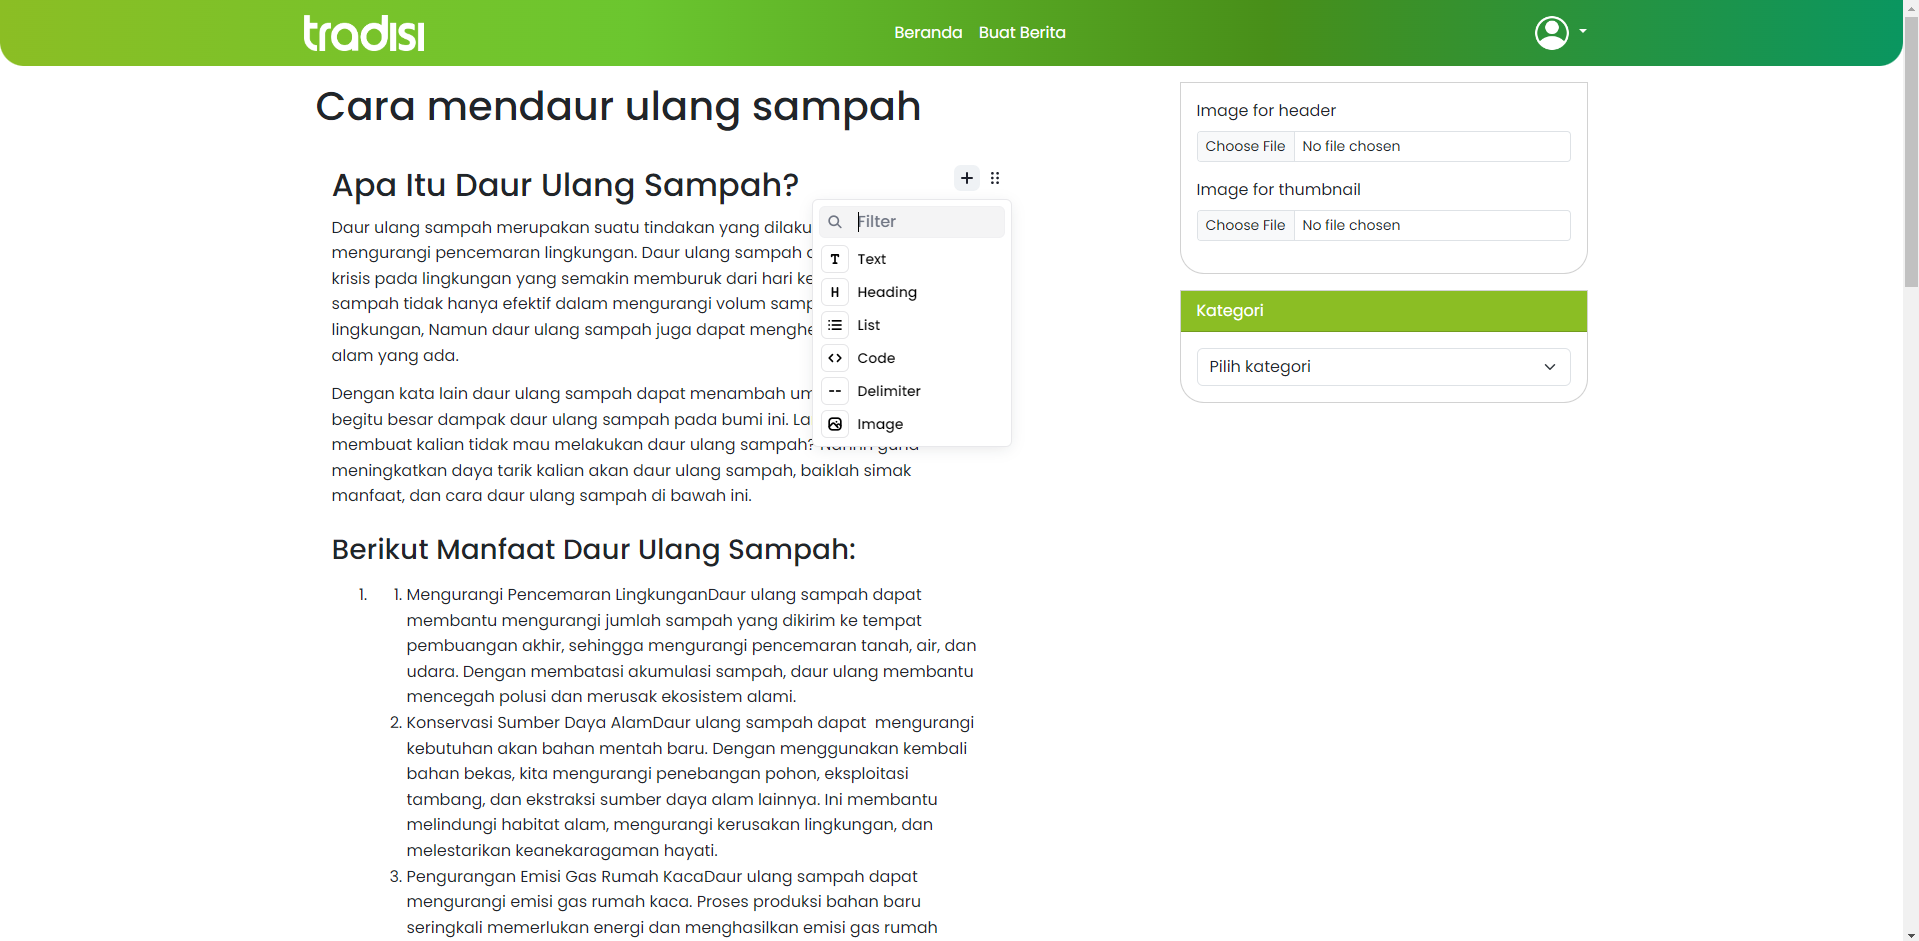 tradisi
Beranda Buat Berita
Cara mendaur ulang sampah
Apa Itu Daur Ulang Sampah?
Daur ulang sampah merupakan suatu tindakan yang
mengurangi pencemaran lingkungan. Daur ulang sampah
krisis pada lingkungan yang semakin memburuk dari hari ke
sampah tidak hanya efektif dalam mengurangi volum
lingkungan, Namun daur ulang sampah juga dapat
alam yang ada.
Dengan kata lain daur ulang sampah dapat menambah
begitu besar dampak daur ulang sampah pada bumi ini.
membuat kalian tidak mau melakukan daur ulang sampah?
meningkatkan daya tarik kalian akan daur ulang sampah, baiklah simak
manfaat, dan cara daur ulang sampah di bawah ini.
Filter
T Text
H Heading
List
Code
Delimiter
Image
Berikut Manfaat Daur Ulang Sampah:
1. 1. Mengurangi Pencemaran LingkunganDaur ulang sampah dapat
membantu mengurangi jumlah sampah yang dikirim ke tempat
pembuangan akhir, sehingga mengurangi pencemaran tanah, air, dan
udara. Dengan membatasi akumulasi sampah, daur ulang membantu
mencegah polusi dan merusak ekosistem alami.
2. Konservasi Sumber Daya AlamDaur ulang sampah dapat  mengurangi
kebutuhan akan bahan mentah baru. Dengan menggunakan kembali
bahan bekas, kita mengurangi penebangan pohon, eksploitasi
tambang, dan ekstraksi sumber daya alam lainnya. Ini membantu
melindungi habitat alam, mengurangi kerusakan lingkungan, dan
melestarikan keanekaragaman hayati.
3. Pengurangan Emisi Gas Rumah KacaDaur ulang sampah dapat
mengurangi emisi gas rumah kaca. Proses produksi bahan baru
seringkali memerlukan energi dan menghasilkan emisi gas rumah
Image for header
Choose File No file chosen
Image for thumbnail
Choose File No file chosen
Kategori
Pilih kategori